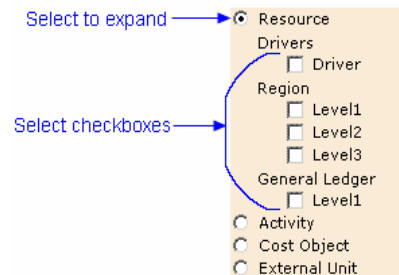 Select to expand
Resource
Drivers
Driver
Region
Level1
Select checkboxes
Level2
Level3
General Ledger
Level1
Activity
Cost Object
External Unit